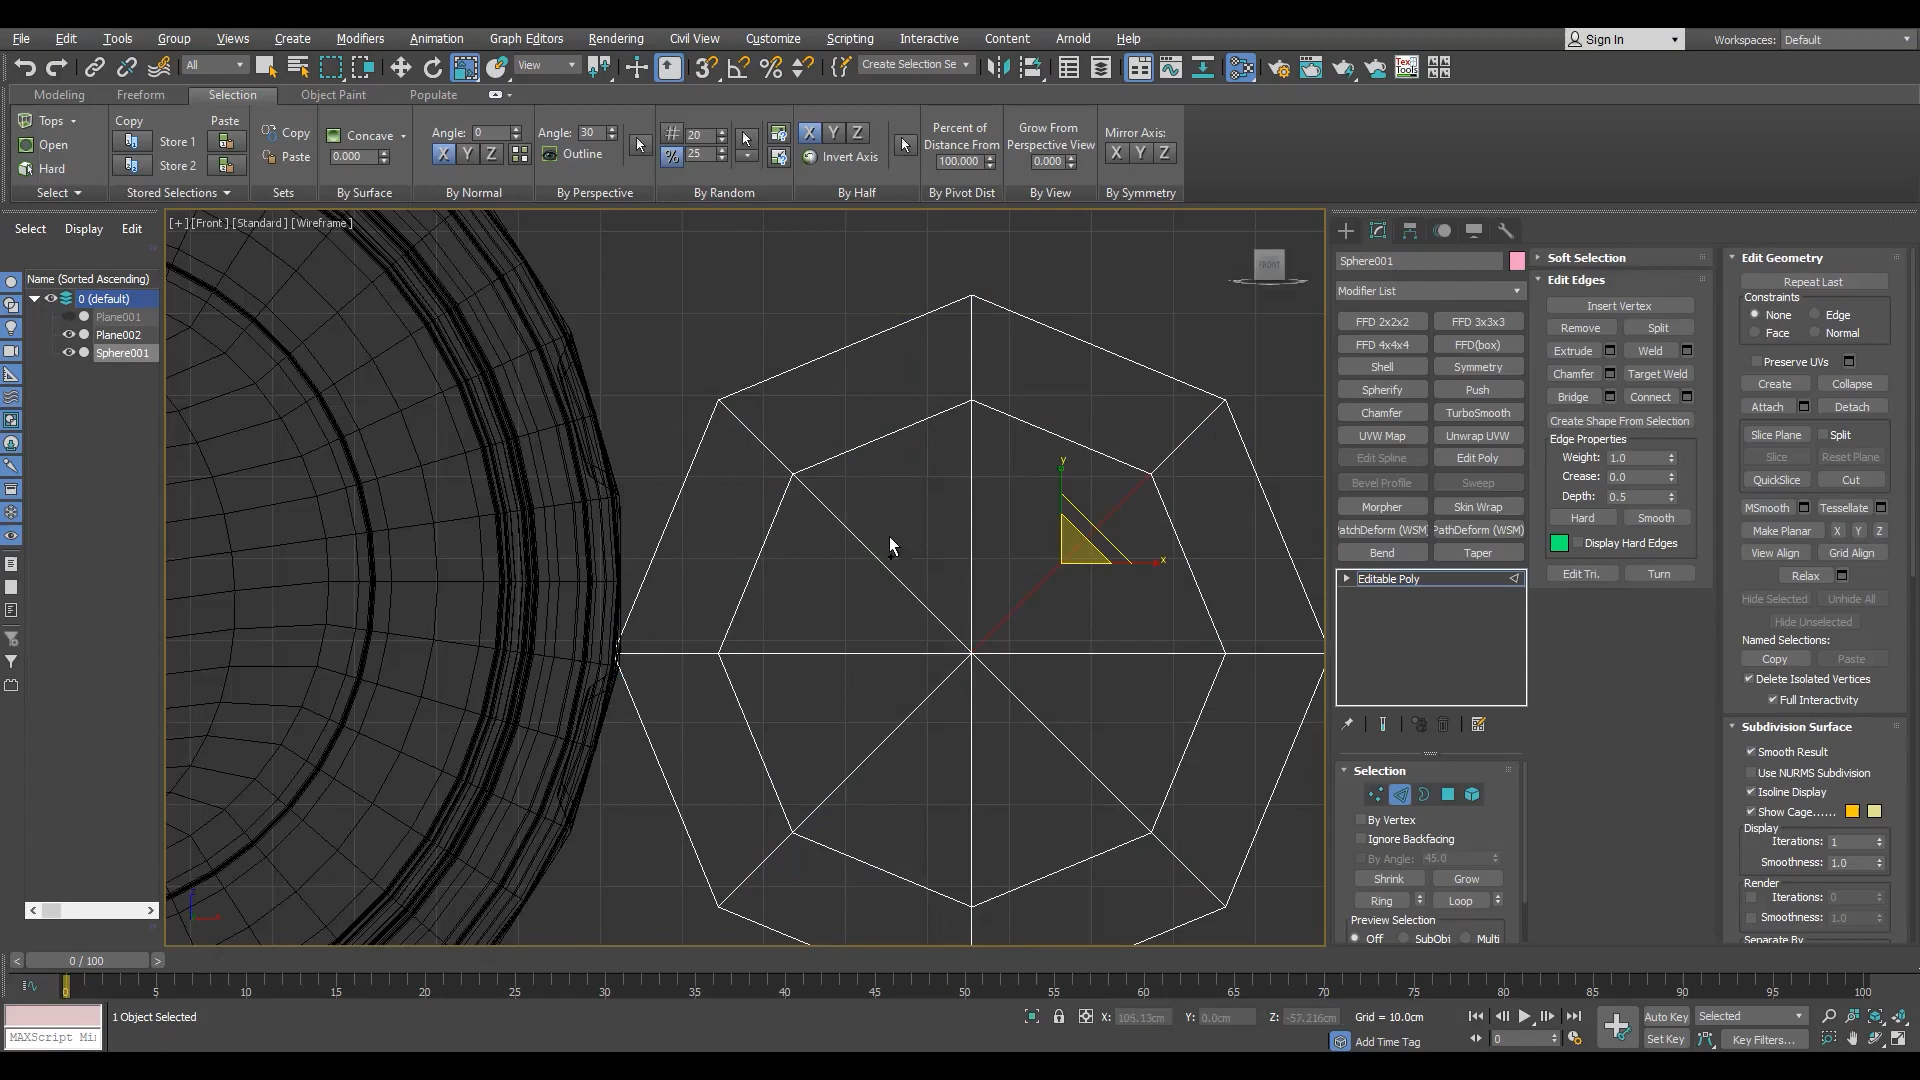 File Edit Tools Group Views Create Modifiers Animation Graph Editors Rendering Civil View Customize Scripting Interactive Content Arnold Help Sign In Workspaces: Default
All View Create Selection Se
Modeling Freeform Selection Object Paint Populate
Tops Copy Paste Copy Concave Angle: 0 Angle: 30 20 X Y Z Percent of Grow From Mirror Axis:
Open Store 1 Paste 0.000 X Y Z Outline % 25 Invert Axis Distance From Perspective View X Y Z
Hard Store 2 100.000 0.000
Select Stored Selections Sets By Surface By Normal By Perspective By Random By Half By Pivot Dist By View By Symmetry
Select Display Edit
Name (Sorted Ascending)
0 (default)
Plane001
Plane002
Sphere001
[+] [Front] [Standard] [Wireframe]
FRONT
y
x
Sphere001
Modifier List
FFD 2x2x2 FFD 3x3x3
FFD 4x4x4 FFD(box)
Shell Symmetry
Spherify Push
Chamfer TurboSmooth
UVW Map Unwrap UVW
Edit Spline Edit Poly
Bevel Profile Sweep
Morpher Skin Wrap
PatchDeform (WSM) PathDeform (WSM)
Bend Taper
Editable Poly
Selection
By Vertex
Ignore Backfacing
By Angle: 45.0
Shrink Grow
Ring Loop
Preview Selection
Off SubObj Multi
Soft Selection
Edit Edges
Insert Vertex
Remove Split
Extrude Weld
Chamfer Target Weld
Bridge Connect
Create Shape From Selection
Edge Properties
Weight: 1.0
Crease: 0.0
Depth: 0.5
Hard Smooth
Display Hard Edges
Edit Tri. Turn
Edit Geometry
Repeat Last
Constraints
None Edge
Face Normal
Preserve UVs
Create Collapse
Attach Detach
Slice Plane Split
Slice Reset Plane
QuickSlice Cut
MSmooth Tessellate
Make Planar X Y Z
View Align Grid Align
Relax
Hide Selected Unhide All
Hide Unselected
Named Selections:
Copy Paste
Delete Isolated Vertices
Full Interactivity
Subdivision Surface
Smooth Result
Use NURMS Subdivision
Isoline Display
Show Cage......
Display
Iterations: 1
Smoothness: 1.0
Render
Iterations: 0
Smoothness: 1.0
Separate By
< 0 / 100 >
0 5 10 15 20 25 30 35 40 45 50 55 60 65 70 75 80 85 90 95 100
1 Object Selected X: 105.13cm Y: 0.0cm Z: -57.216cm Grid = 10.0cm Auto Key Selected
MAXScript Mi Add Time Tag 0 Set Key Key Filters...